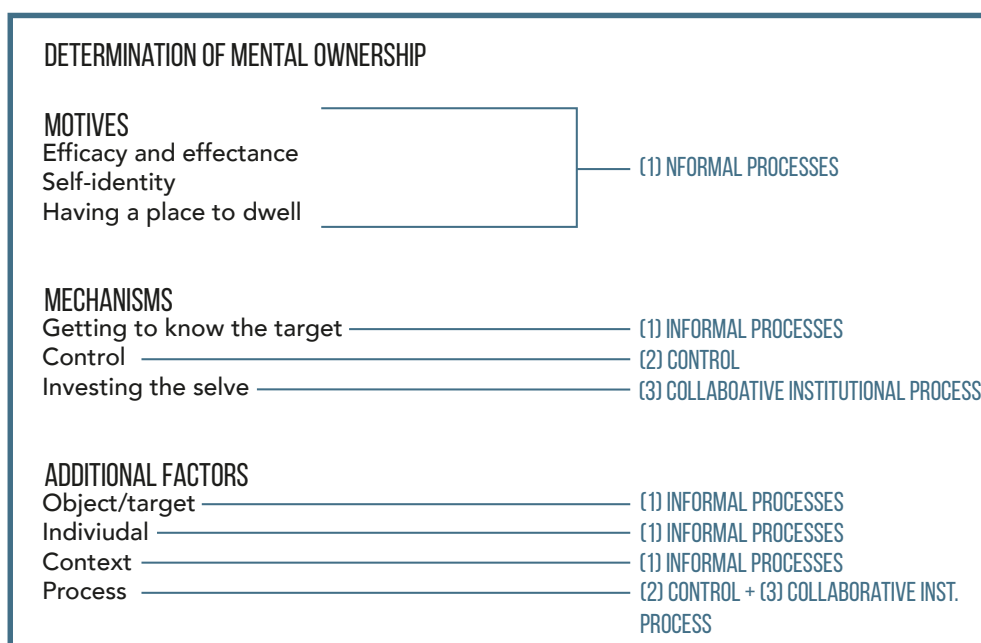 DETERMINATION OF MENTAL OWNERSHIP
MOTIVES
Efficacy and effectance
Self-identity
Having a place to dwell
(1) NFORMAL PROCESSES
MECHANISMS
Getting to know the target (1) INFORMAL PROCESSES
Control (2) CONTROL
Investing the selve (3) COLLABOATIVE INSTITUTIONAL PROCESS
ADDITIONAL FACTORS
Object/target (1) INFORMAL PROCESSES
Indiviudal (1) INFORMAL PROCESSES
Context (1) INFORMAL PROCESSES
Process (2) CONTROL + (3) COLLABORATIVE INST.
PROCESS